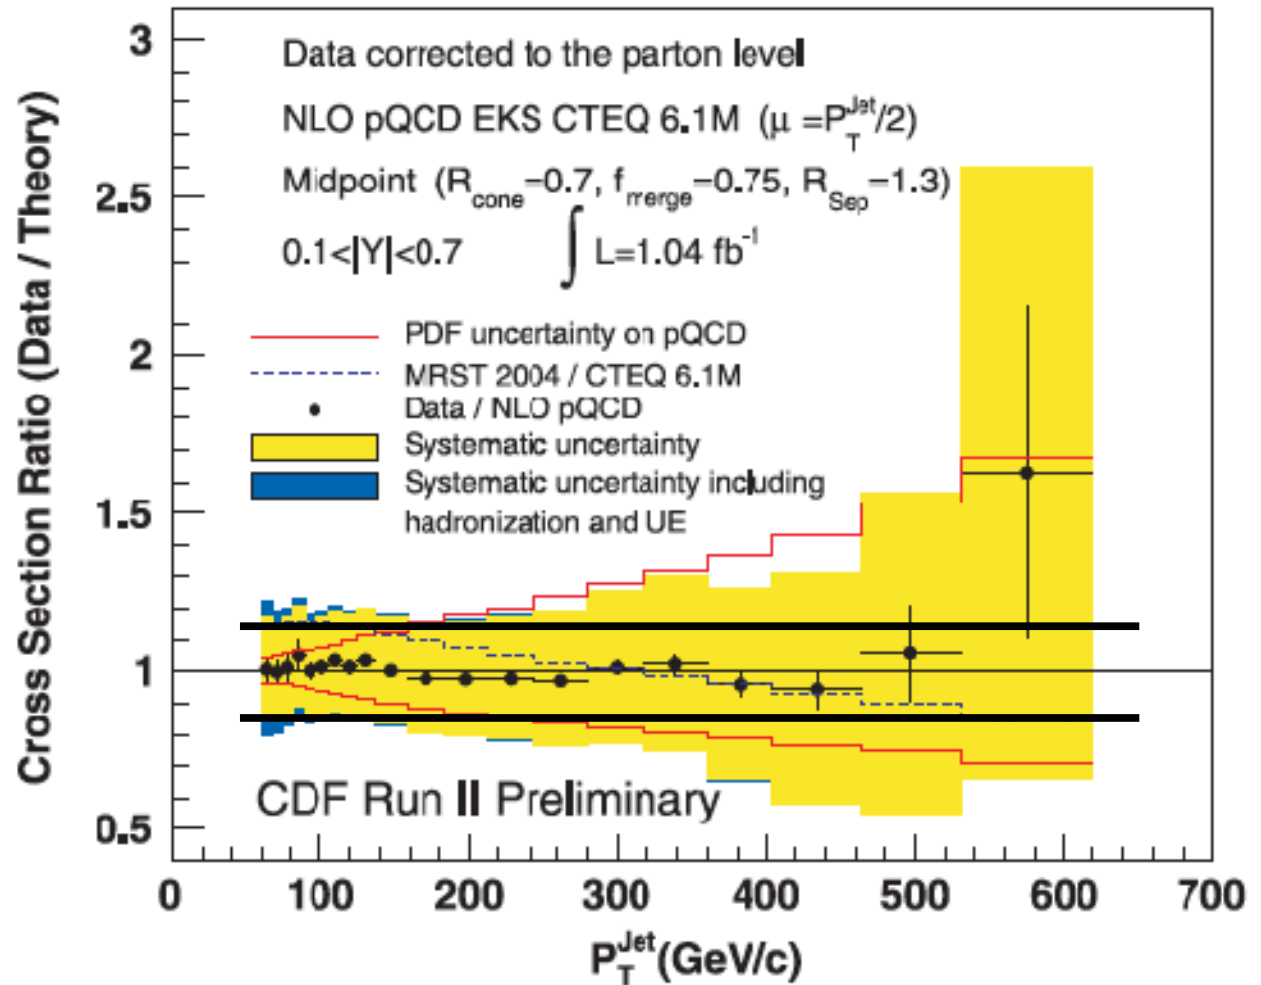 3
Data corrected to the parton level
NLO pQCD EKS CTEQ 6.1M (μ =P_T^Jet/2)
Midpoint (R_cone−0.7, f_merge−0.75, R_Sep−1.3)
2.5
0.1<|Y|<0.7 ∫ L=1.04 fb^-1
PDF uncertainty on pQCD
2
MRST 2004 / CTEQ 6.1M
Data / NLO pQCD
Systematic uncertainty
Systematic uncertainty including
hadronization and UE
1.5
1
CDF Run II Preliminary
0.5
0 100 200 300 400 500 600 700
P_T^Jet(GeV/c)
Cross Section Ratio (Data / Theory)